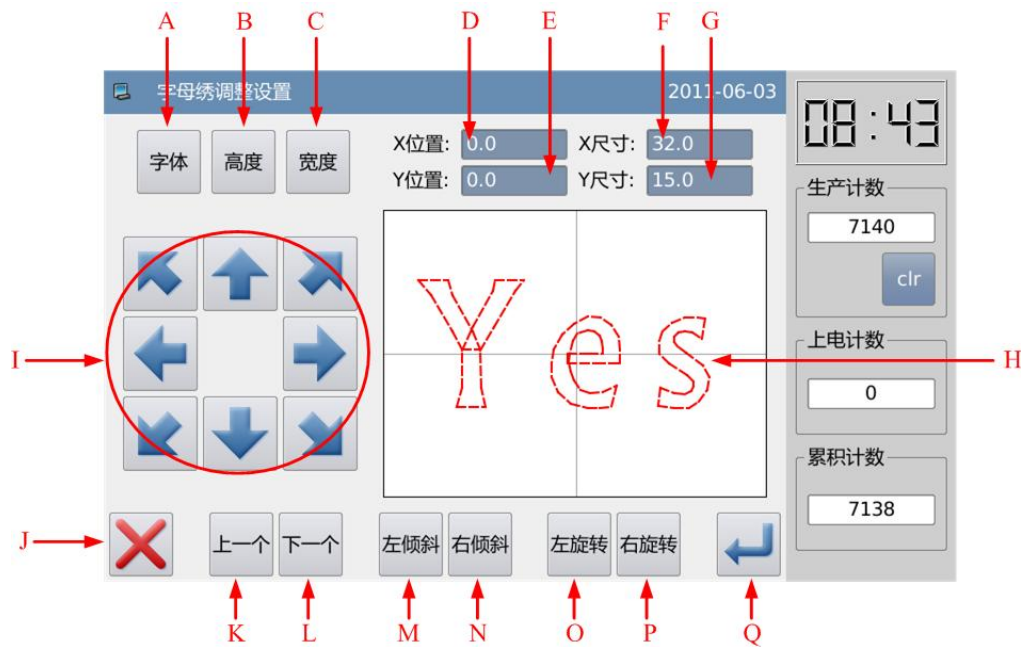 A B C D E F G
字母绣调整设置 2011-06-03
08:43
字体 高度 宽度
X位置: 0.0 X尺寸: 32.0
Y位置: 0.0 Y尺寸: 15.0
生产计数
7140
clr
Yes
I
H
上电计数
0
累积计数
7138
J
上一个 下一个 左倾斜 右倾斜 左旋转 右旋转
K L M N O P Q